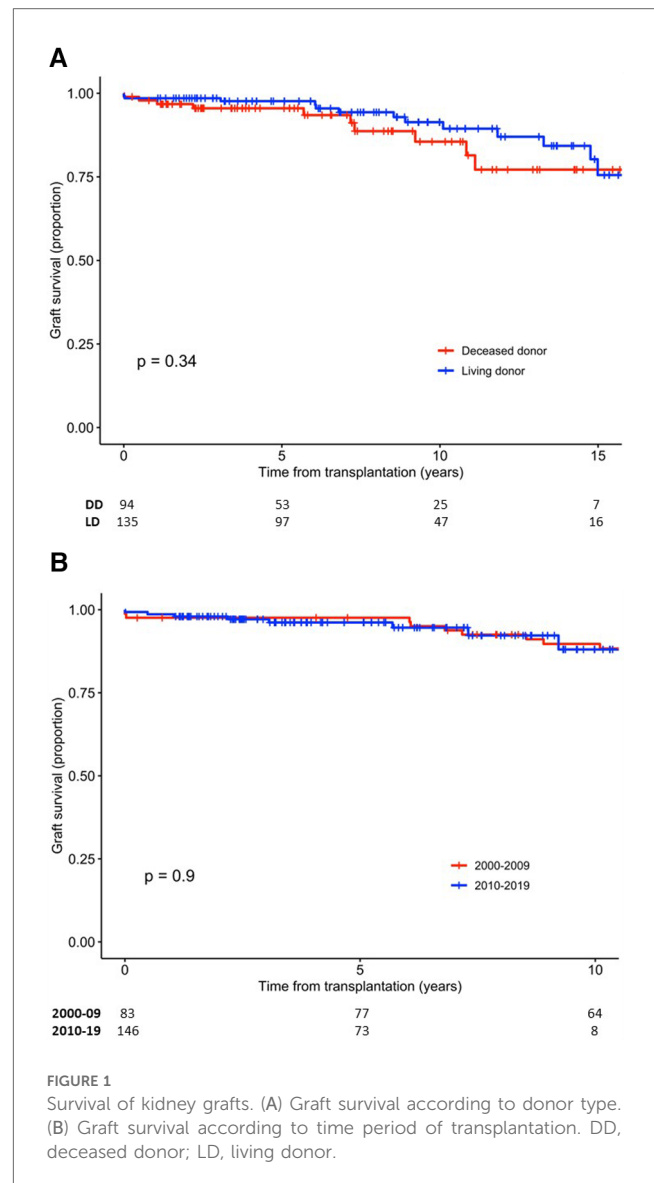 A
1.00
0.75
0.50
0.25
0.00
Graft survival (proportion)
p = 0.34
Deceased donor
Living donor
0 5 10 15
Time from transplantation (years)
DD 94 53 25 7
LD 135 97 47 16
B
1.00
0.75
0.50
0.25
0.00
Graft survival (proportion)
p = 0.9
2000-2009
2010-2019
0 5 10
Time from transplantation (years)
2000-09 83 77 64
2010-19 146 73 8
FIGURE 1
Survival of kidney grafts. (A) Graft survival according to donor type.
(B) Graft survival according to time period of transplantation. DD,
deceased donor; LD, living donor.